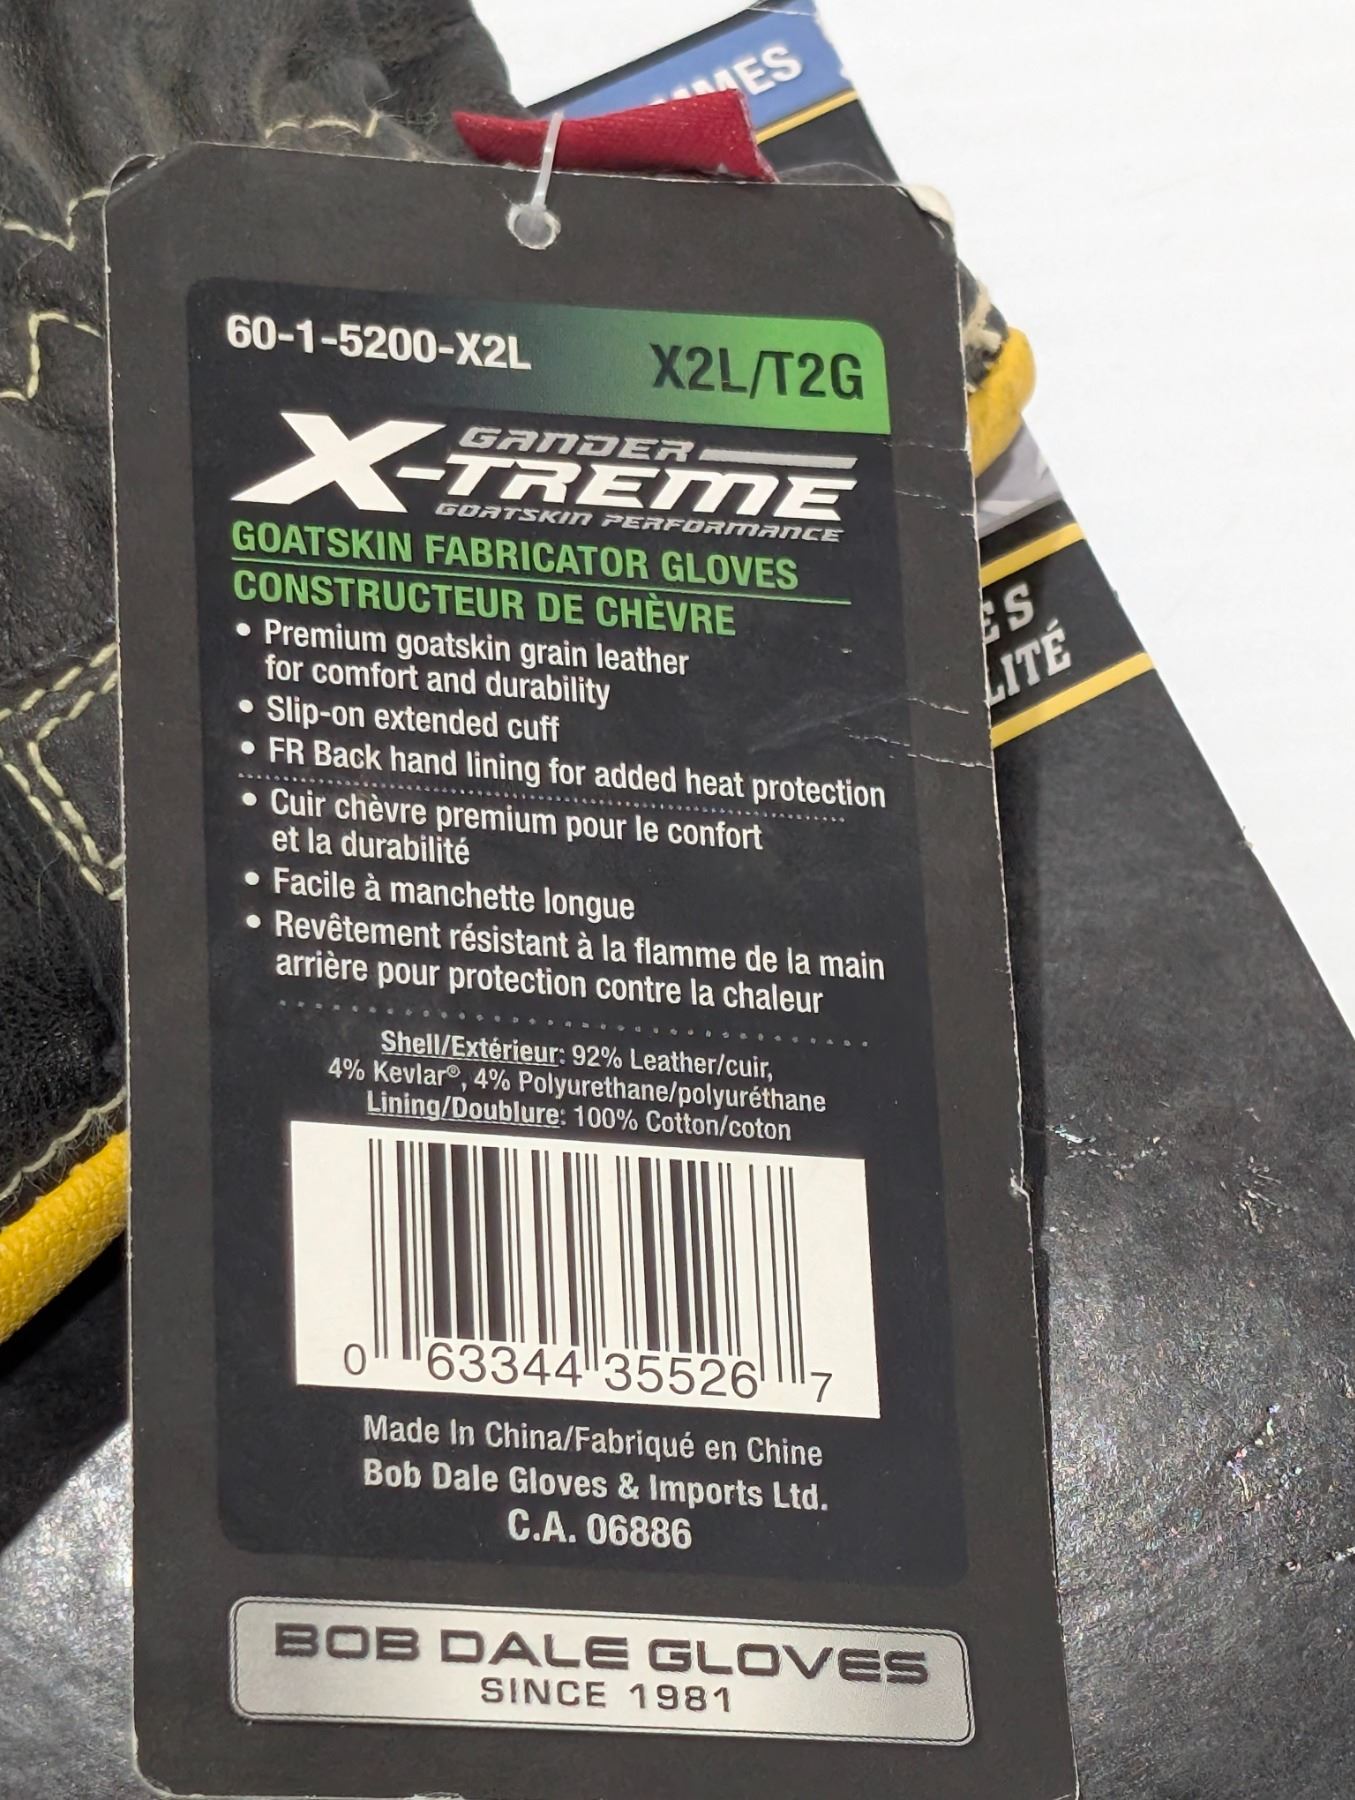 60-1-5200-X2L
X2L/T2G
GANDER
X-TREME
GOATSKIN PERFORMANCE
GOATSKIN FABRICATOR GLOVES
CONSTRUCTEUR DE CHÈVRE
• Premium goatskin grain leather
for comfort and durability
• Slip-on extended cuff
• FR Back hand lining for added heat protection
• Cuir chèvre premium pour le confort
et la durabilité
• Facile à manchette longue
• Revêtement résistant à la flamme de la main
arrière pour protection contre la chaleur
Shell/Extérieur: 92% Leather/cuir,
4% Kevlar®, 4% Polyurethane/polyuréthane
Lining/Doublure: 100% Cotton/coton
0 63344 35526 7
Made In China/Fabriqué en Chine
Bob Dale Gloves & Imports Ltd.
C.A. 06886
BOB DALE GLOVES
SINCE 1981